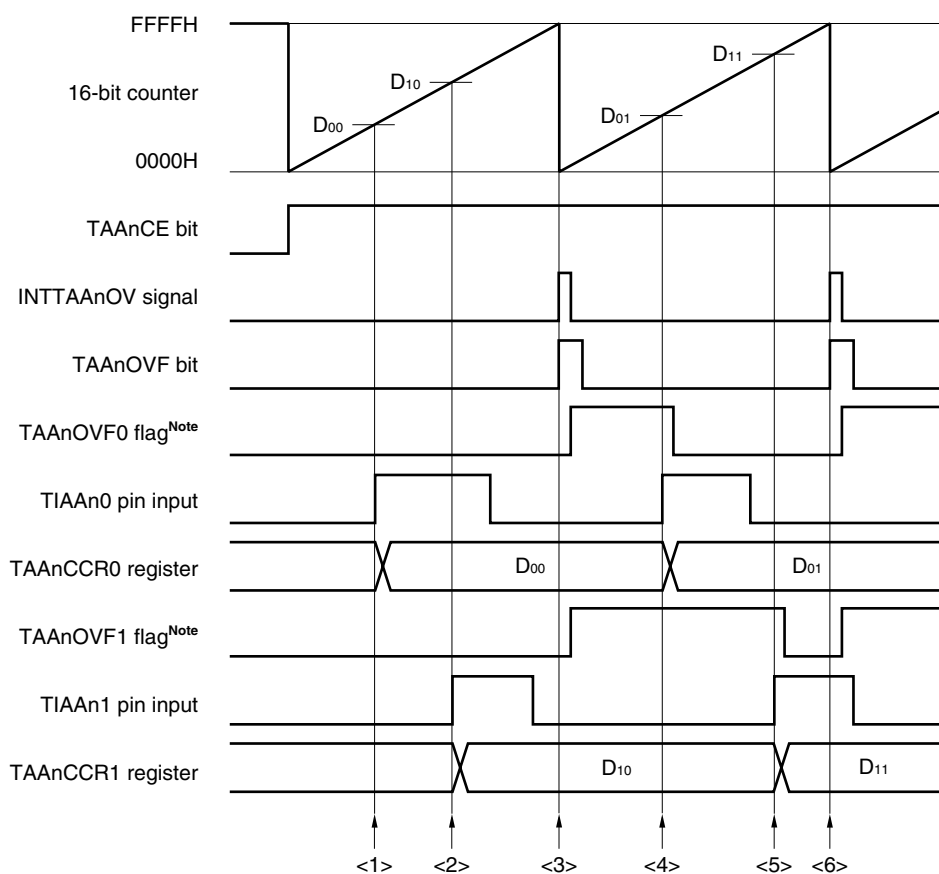 FFFFH
16-bit counter
0000H
D00
D10
D01
D11
TAAnCE bit
INTTAAnOV signal
TAAnOVF bit
TAAnOVF0 flagNote
TIAAn0 pin input
TAAnCCR0 register
D00
D01
TAAnOVF1 flagNote
TIAAn1 pin input
TAAnCCR1 register
D10
D11
<1> <2> <3> <4> <5> <6>